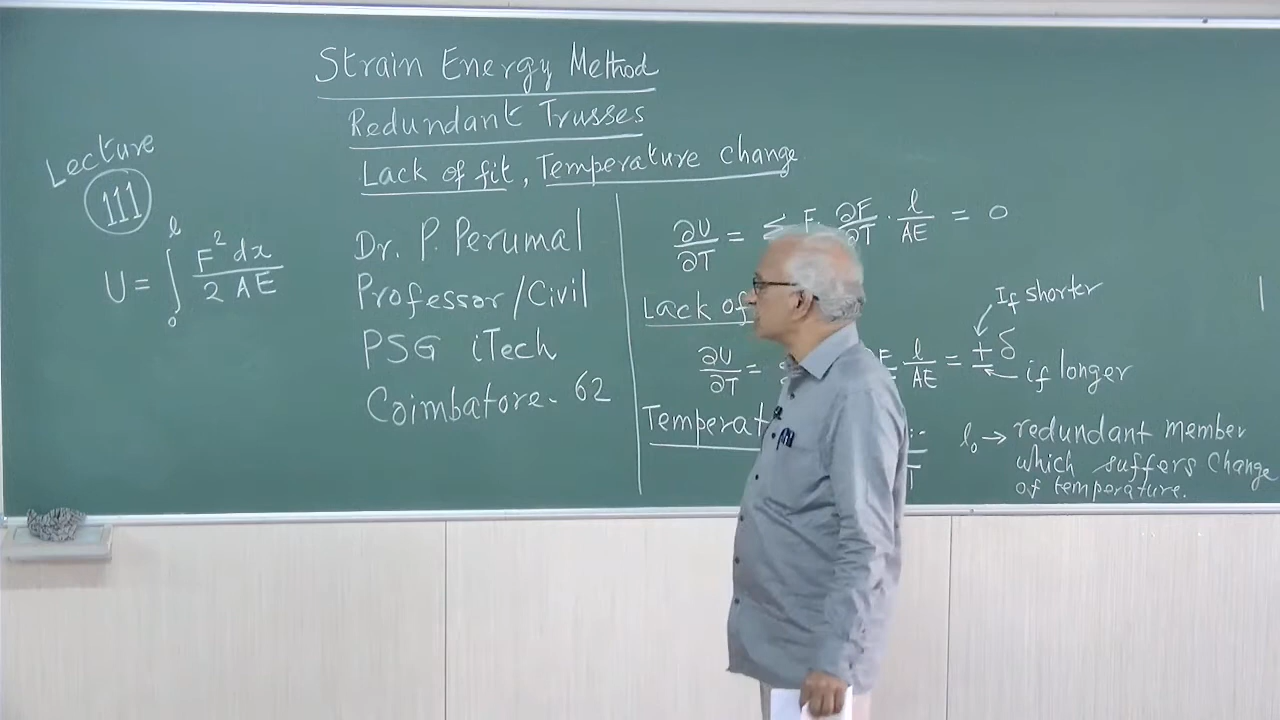 Strain Energy Method
Redundant Trusses
Lack of fit, Temperature change
Lecture
111
U = ∫₀ˡ F² dx / 2 AE
Dr. P. Perumal
Professor/Civil
PSG iTech
Coimbatore - 62
∂U/∂T = Σ F. ∂F/∂T . l/AE = 0
Lack of
If shorter
∂U/∂T = l/AE = ± δ
if longer
l₀ → redundant member
which suffers Change
of temperature.